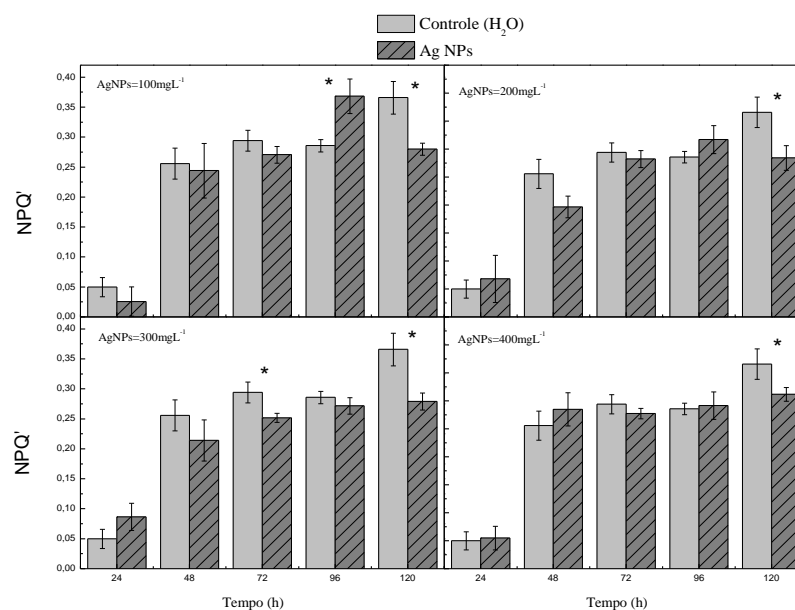 Controle (H₂O)
Ag NPs
AgNPs=100mgL⁻¹
AgNPs=200mgL⁻¹
NPQ'
0,40
0,35
0,30
0,25
0,20
0,15
0,10
0,05
0,00
* *
*
AgNPs=300mgL⁻¹
AgNPs=400mgL⁻¹
NPQ'
0,40
0,35
0,30
0,25
0,20
0,15
0,10
0,05
0,00
* *
*
24 48 72 96 120
24 48 72 96 120
Tempo (h)
Tempo (h)